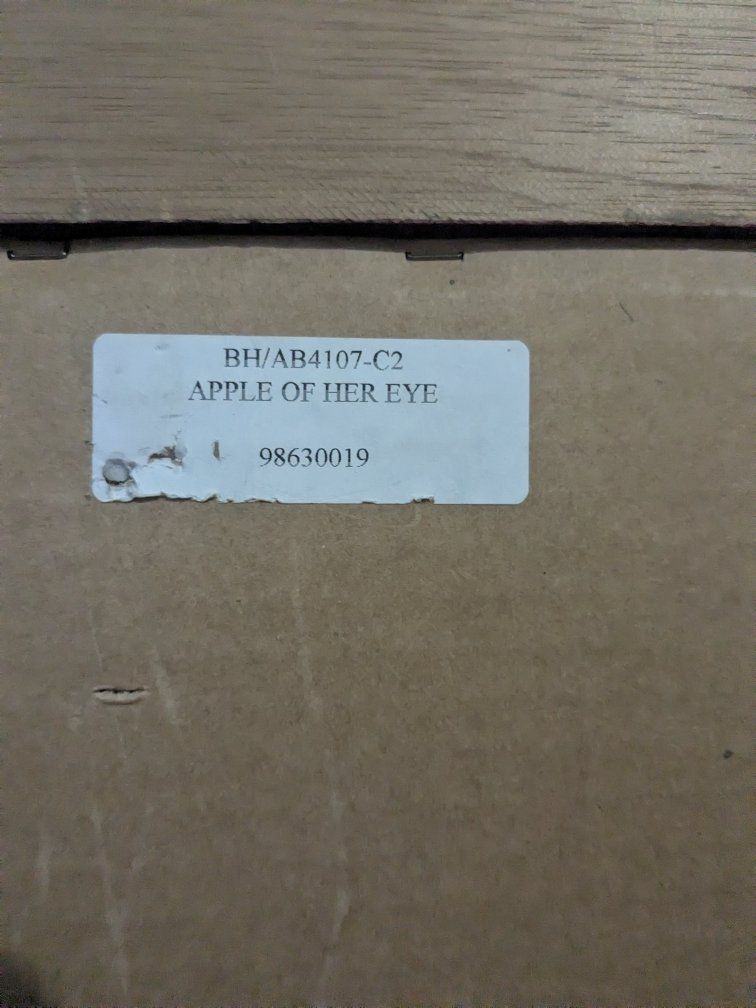 BH/AB4107-C2
APPLE OF HER EYE
98630019